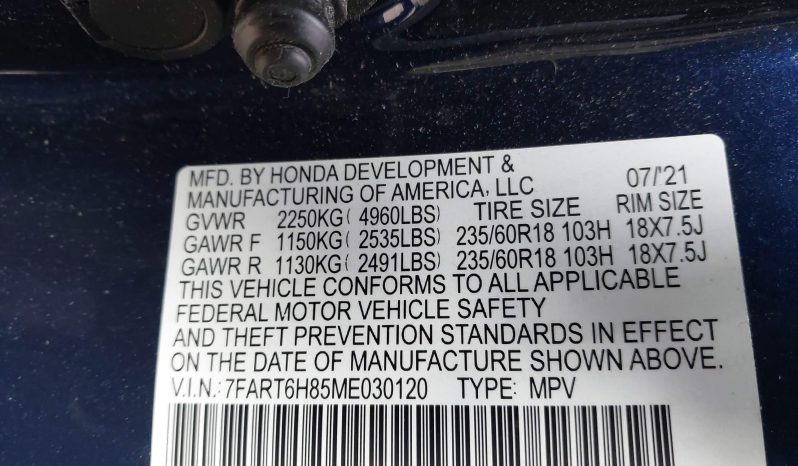 MFD. BY HONDA DEVELOPMENT &
MANUFACTURING OF AMERICA, LLC 07/'21
GVWR 2250KG( 4960LBS) TIRE SIZE RIM SIZE
GAWR F 1150KG( 2535LBS) 235/60R18 103H 18X7.5J
GAWR R 1130KG( 2491LBS) 235/60R18 103H 18X7.5J
THIS VEHICLE CONFORMS TO ALL APPLICABLE
FEDERAL MOTOR VEHICLE SAFETY
AND THEFT PREVENTION STANDARDS IN EFFECT
ON THE DATE OF MANUFACTURE SHOWN ABOVE.
V.I.N.: 7FART6H85ME030120 TYPE: MPV